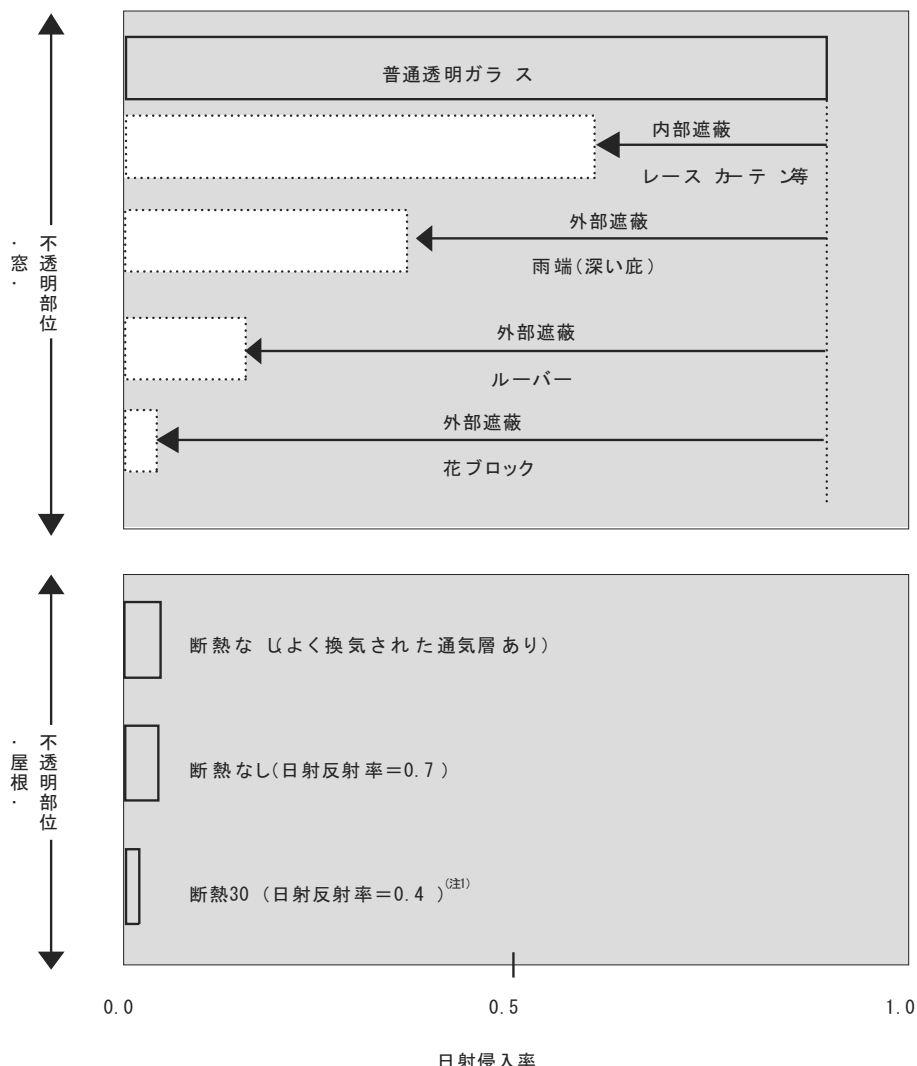 普通透明ガラス
内部遮蔽
レースカーテン等
外部遮蔽
雨端(深い庇)
外部遮蔽
ルーバー
外部遮蔽
花ブロック
不透明部位
・窓・
断熱なし(よく換気された通気層あり)
断熱なし(日射反射率=0.7)
断熱30 (日射反射率=0.4)(注1)
不透明部位
・屋根・
0.0 0.5 1.0
日射侵入率